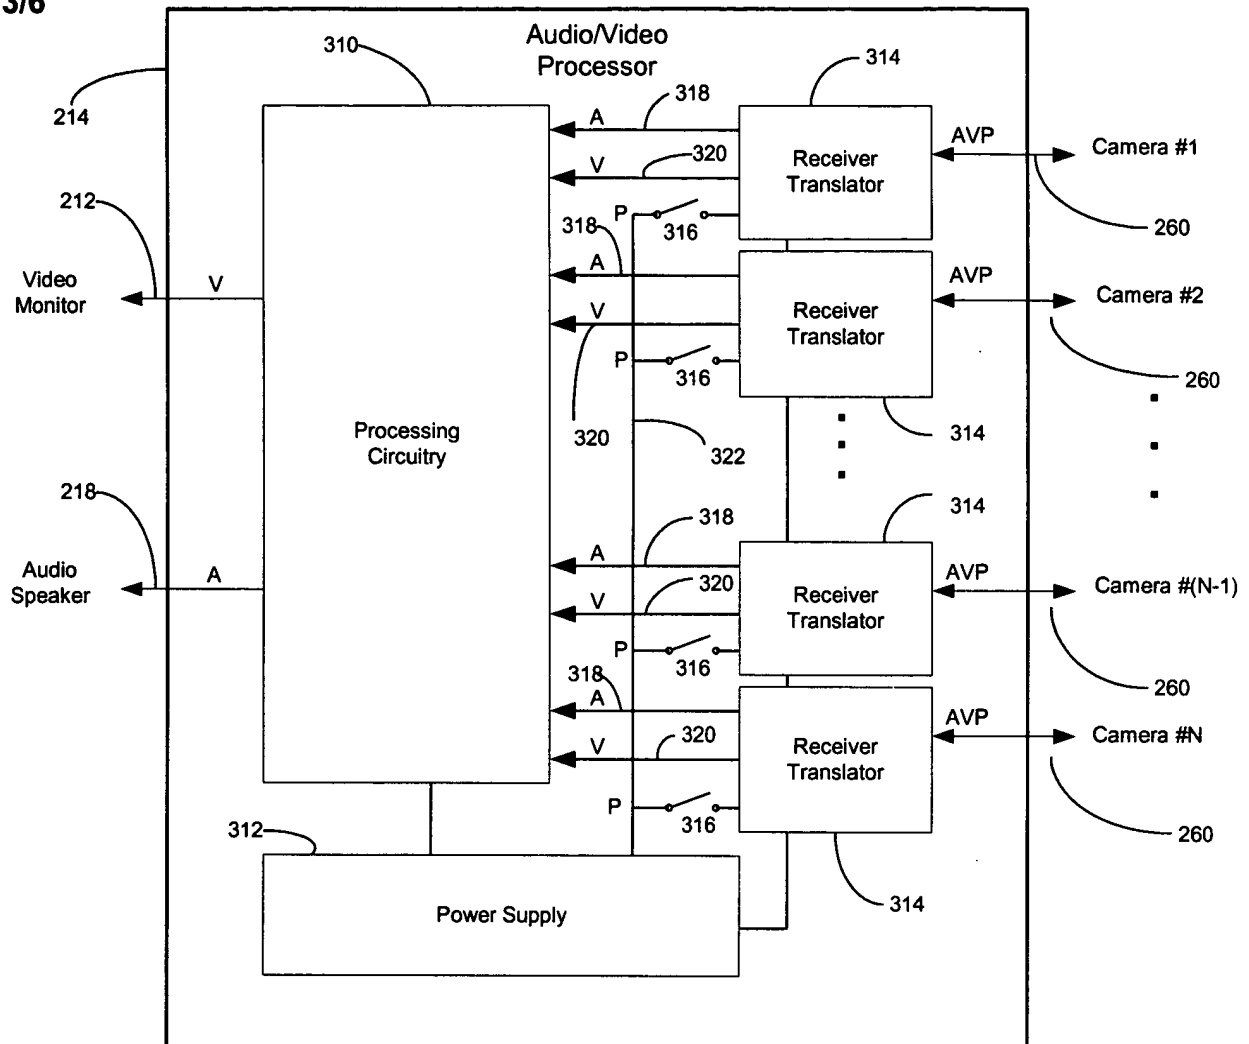 3/6
Audio/Video
Processor
310
314
214
A
318
AVP
Camera #1
Receiver
Translator
V
320
212
P
316
260
318
Video
Monitor
V
A
AVP
Camera #2
V
Receiver
Translator
P
316
260
320
322
314
Processing
Circuitry
218
314
318
A
Audio
Speaker
A
320
AVP
Camera #(N-1)
V
Receiver
Translator
P
316
318
260
A
AVP
Camera #N
V
320
Receiver
Translator
P
316
312
260
314
Power Supply